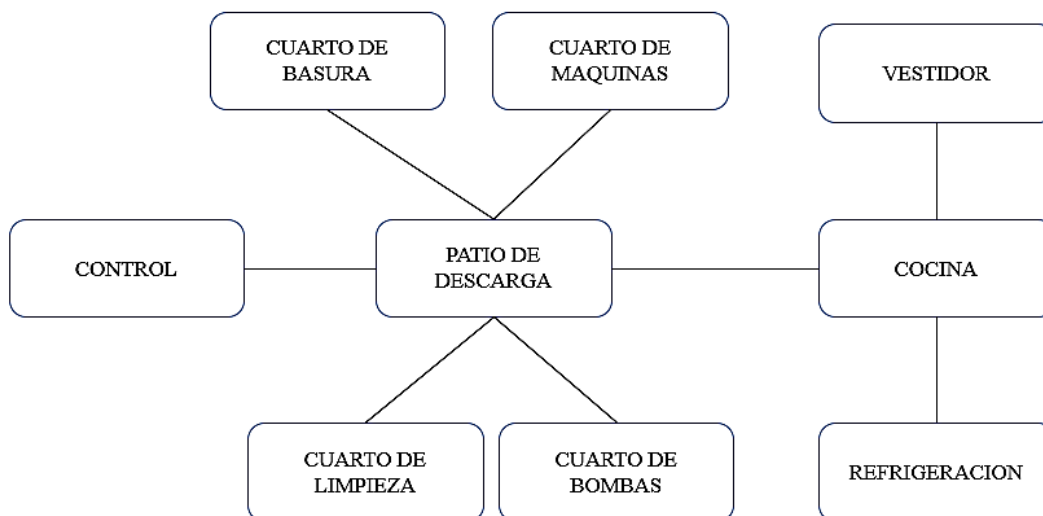 CUARTO DE
BASURA
CUARTO DE
MAQUINAS
VESTIDOR
CONTROL
PATIO DE
DESCARGA
COCINA
CUARTO DE
LIMPIEZA
CUARTO DE
BOMBAS
REFRIGERACION